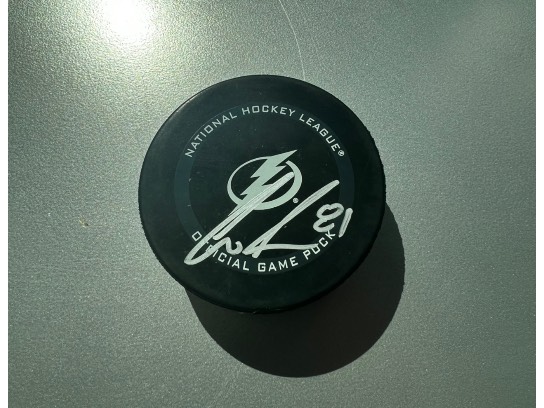 NATIONAL HOCKEY LEAGUE®
®
81
OFFICIAL GAME PUCK